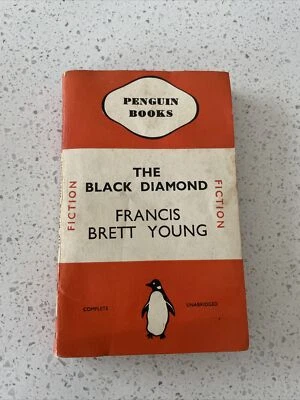 PENGUIN
BOOKS
THE
BLACK DIAMOND
FRANCIS
BRETT YOUNG
FICTION
FICTION
COMPLETE
UNABRIDGED